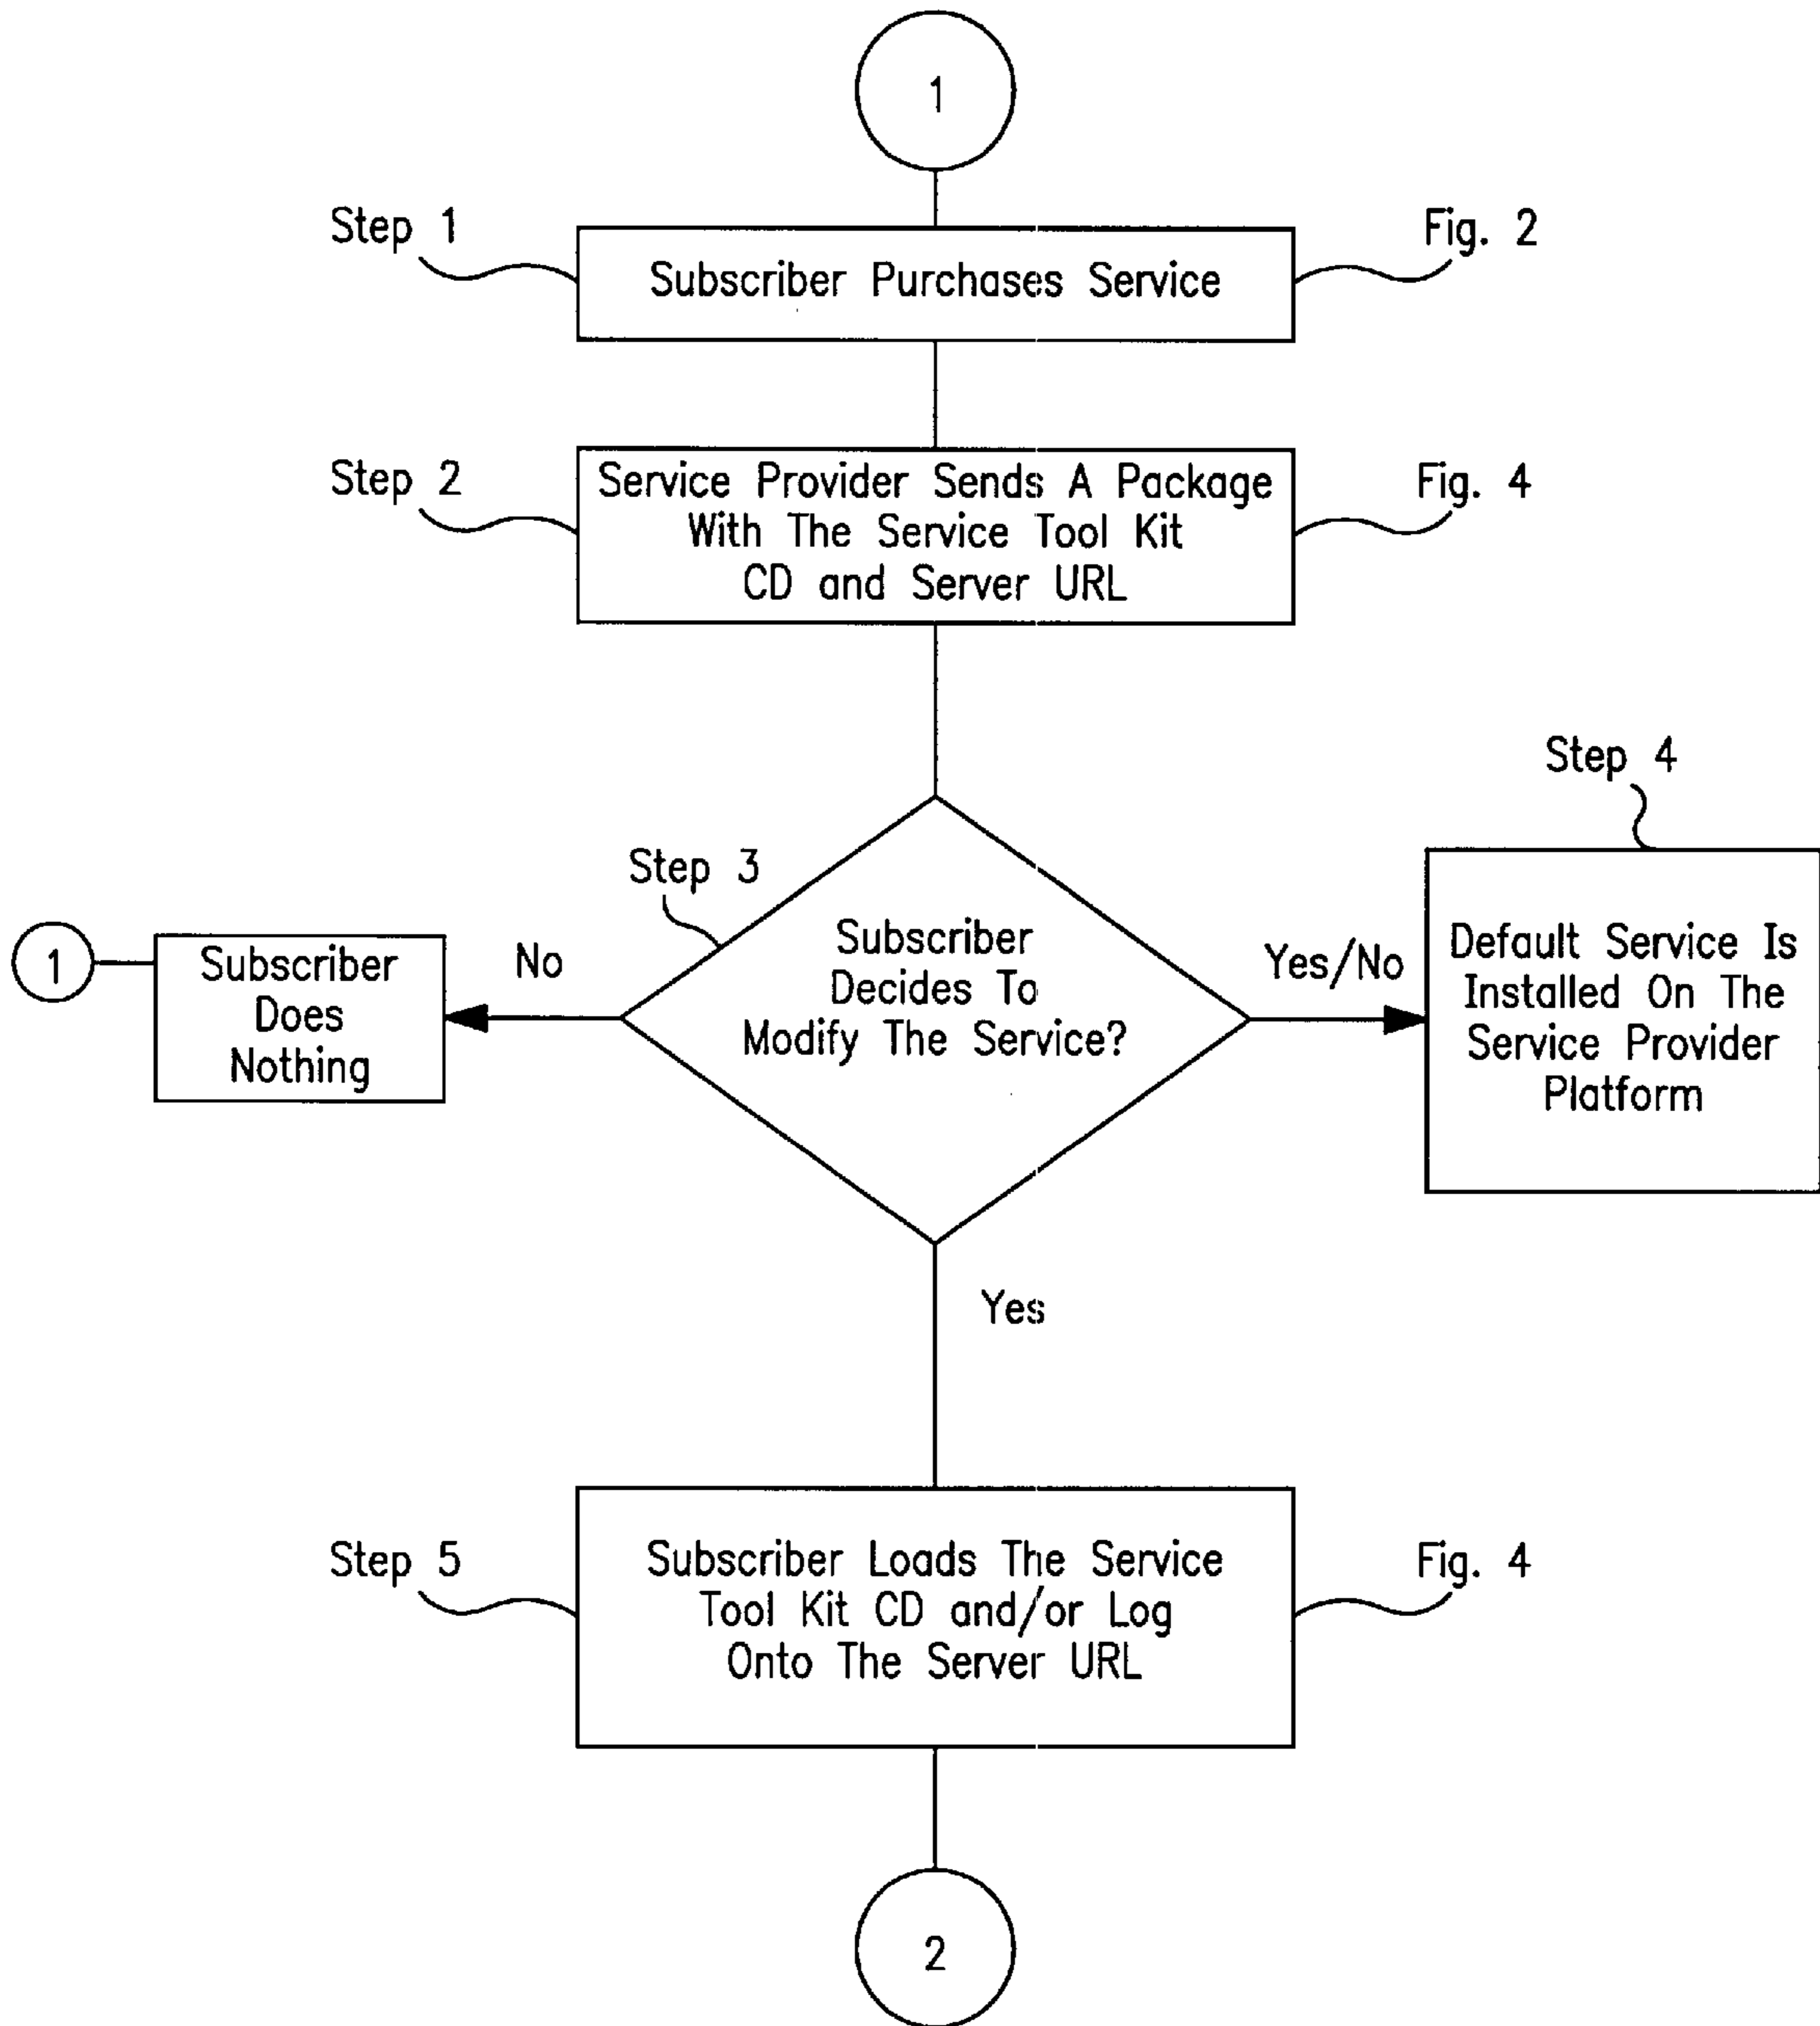 1
Step 1
Subscriber Purchases Service
Fig. 2
Step 2
Service Provider Sends A Package
With The Service Tool Kit
CD and Server URL
Fig. 4
Step 4
Step 3
1
Subscriber
Does
Nothing
No
Subscriber
Decides To
Modify The Service?
Yes/No
Default Service Is
Installed On The
Service Provider
Platform
Yes
Step 5
Subscriber Loads The Service
Tool Kit CD and/or Log
Onto The Server URL
Fig. 4
2